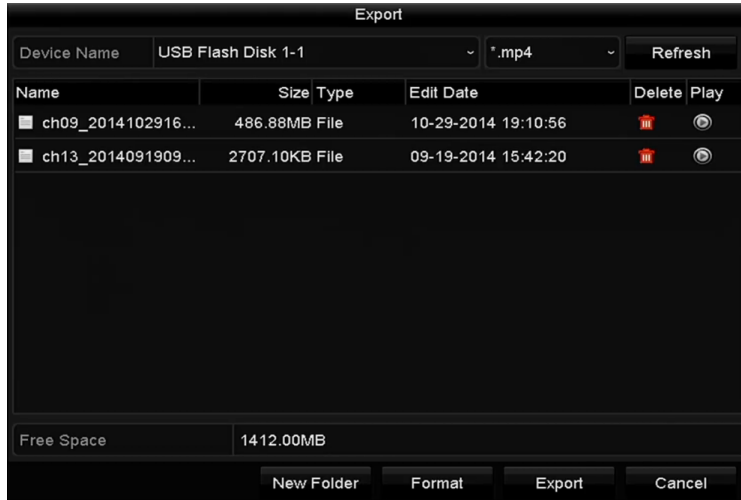 Export
Device Name USB Flash Disk 1-1 *.mp4 Refresh
Name Size Type Edit Date Delete Play
ch09_2014102916... 486.88MB File 10-29-2014 19:10:56
ch13_2014091909... 2707.10KB File 09-19-2014 15:42:20
Free Space 1412.00MB
New Folder Format Export Cancel